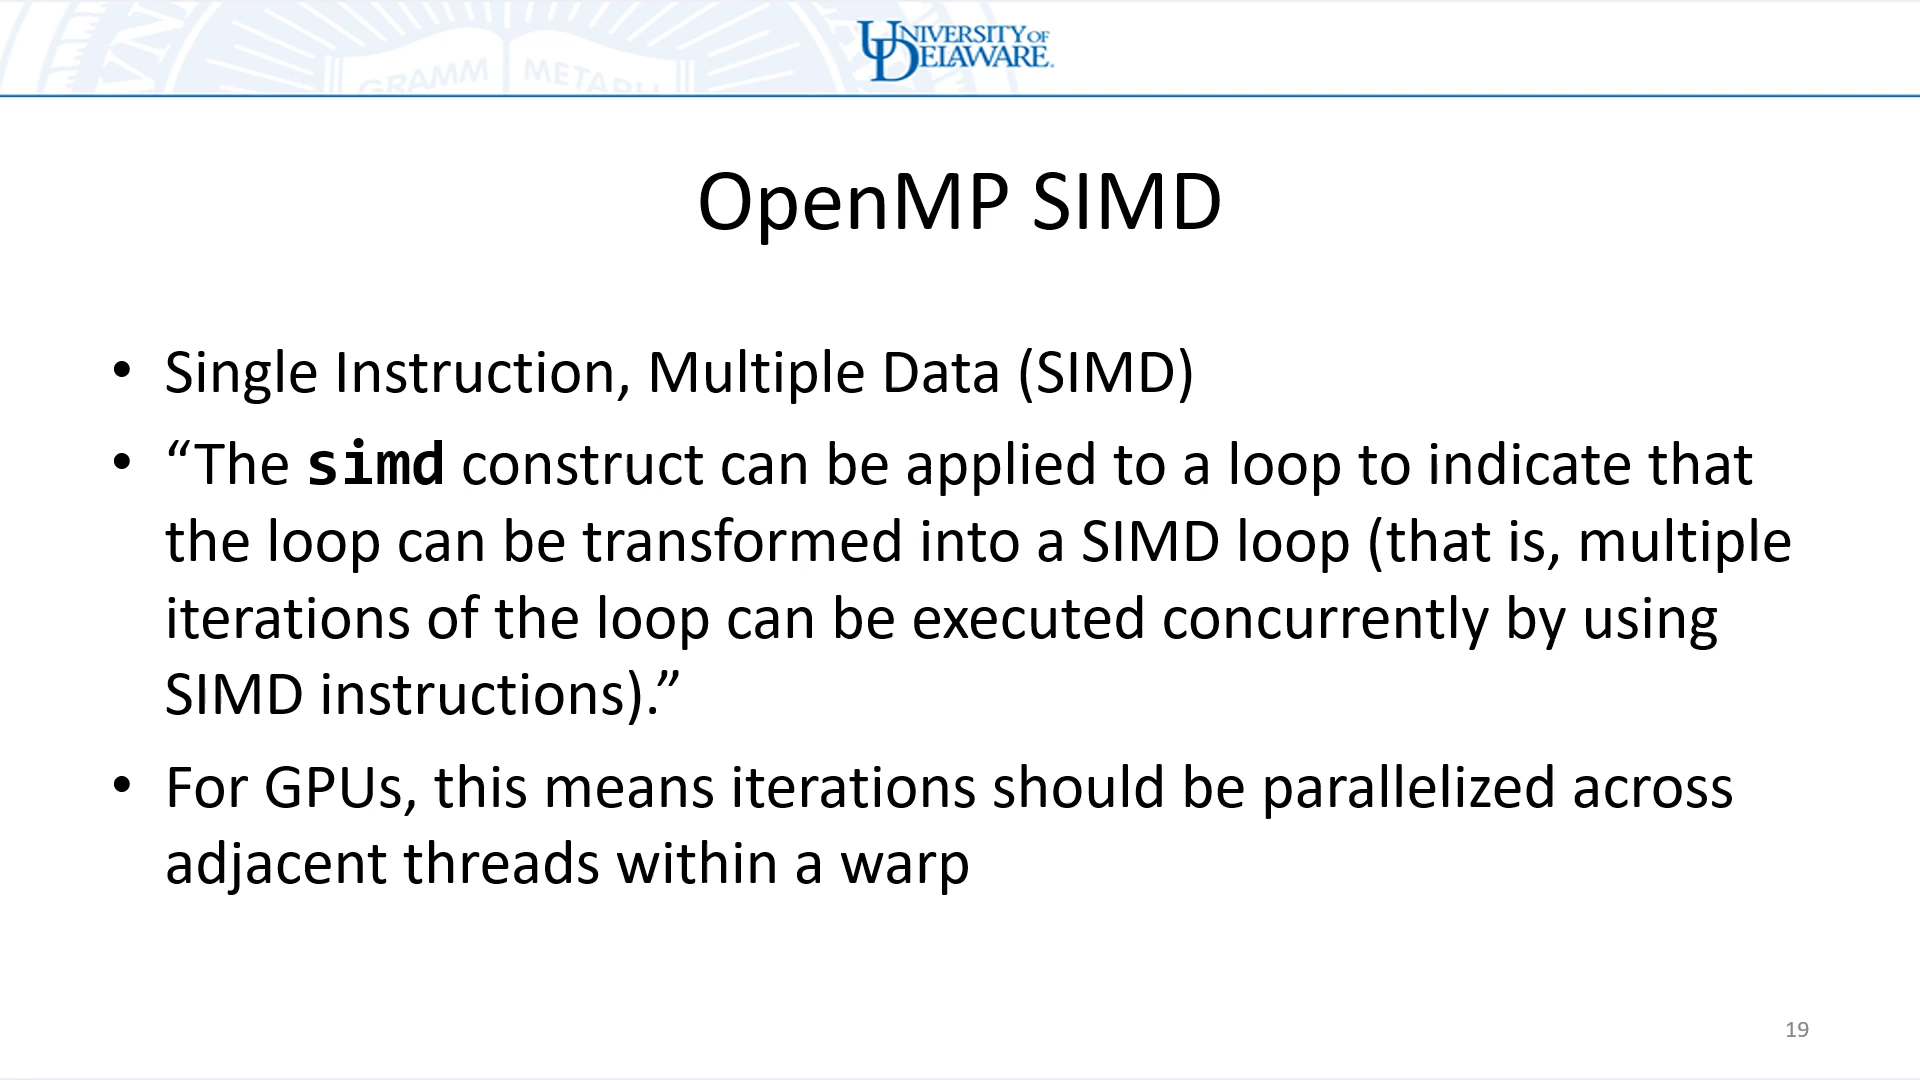 GRAMM METADU
UNIVERSITY OF
DELAWARE.
OpenMP SIMD
• Single Instruction, Multiple Data (SIMD)
• “The simd construct can be applied to a loop to indicate that
the loop can be transformed into a SIMD loop (that is, multiple
iterations of the loop can be executed concurrently by using
SIMD instructions).”
• For GPUs, this means iterations should be parallelized across
adjacent threads within a warp
19